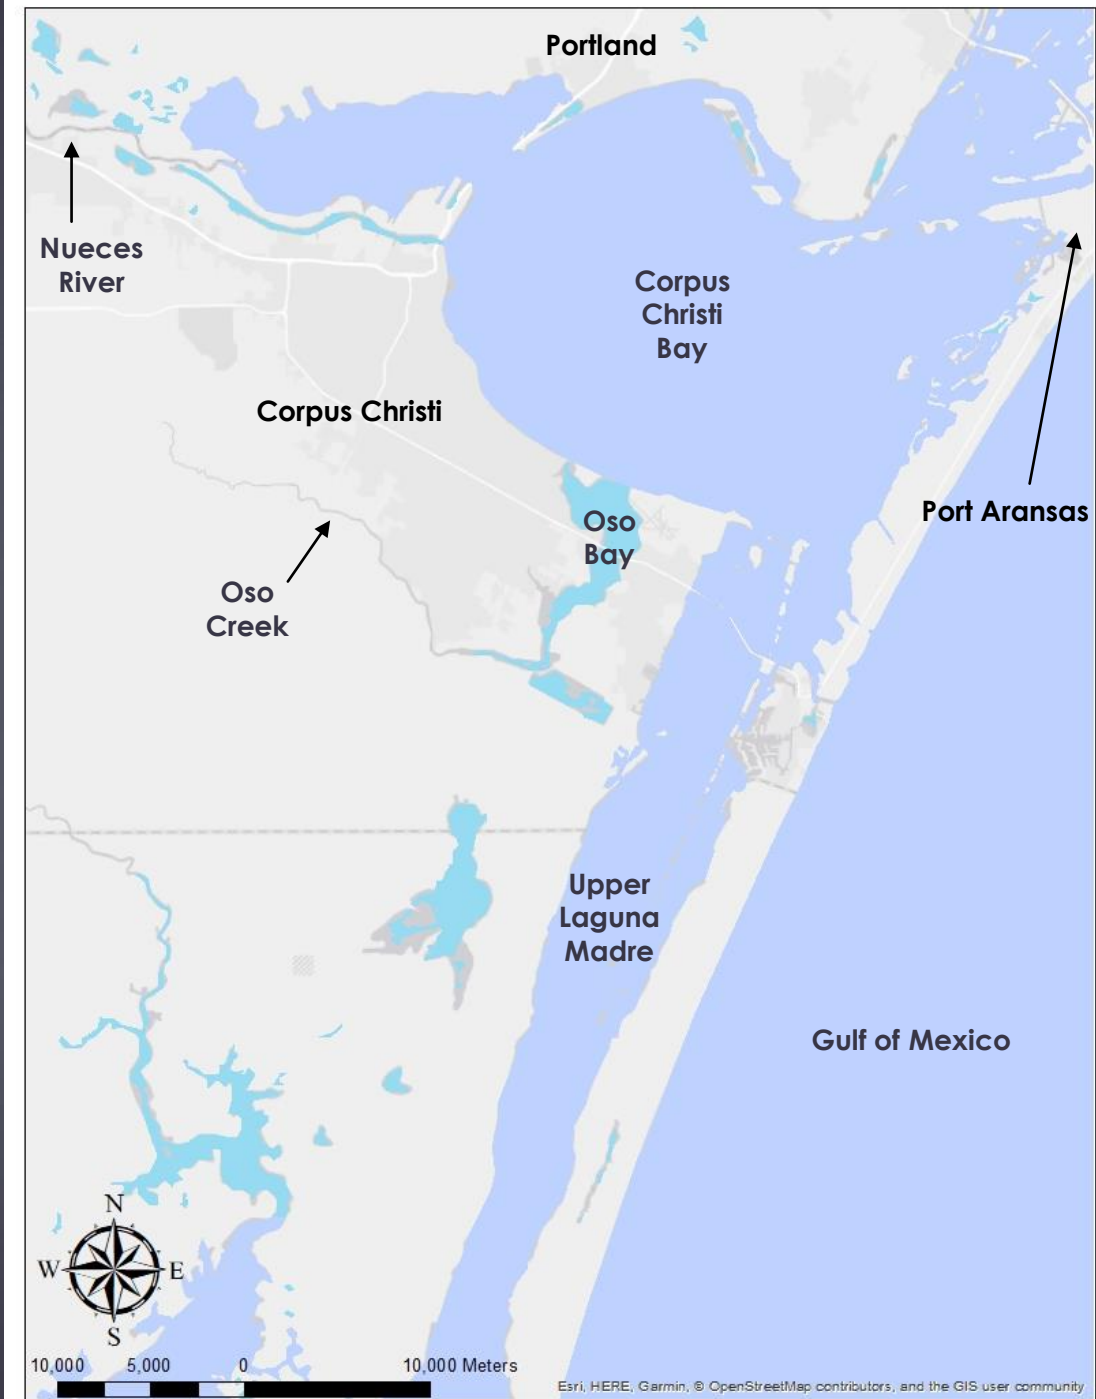 Portland
Nueces
River
Corpus
Christi
Bay
Corpus Christi
Port Aransas
Oso
Bay
Oso
Creek
Upper
Laguna
Madre
Gulf of Mexico
N
W E
S
10,000 5,000 0 10,000 Meters
Esri, HERE, Garmin, © OpenStreetMap contributors, and the GIS user community